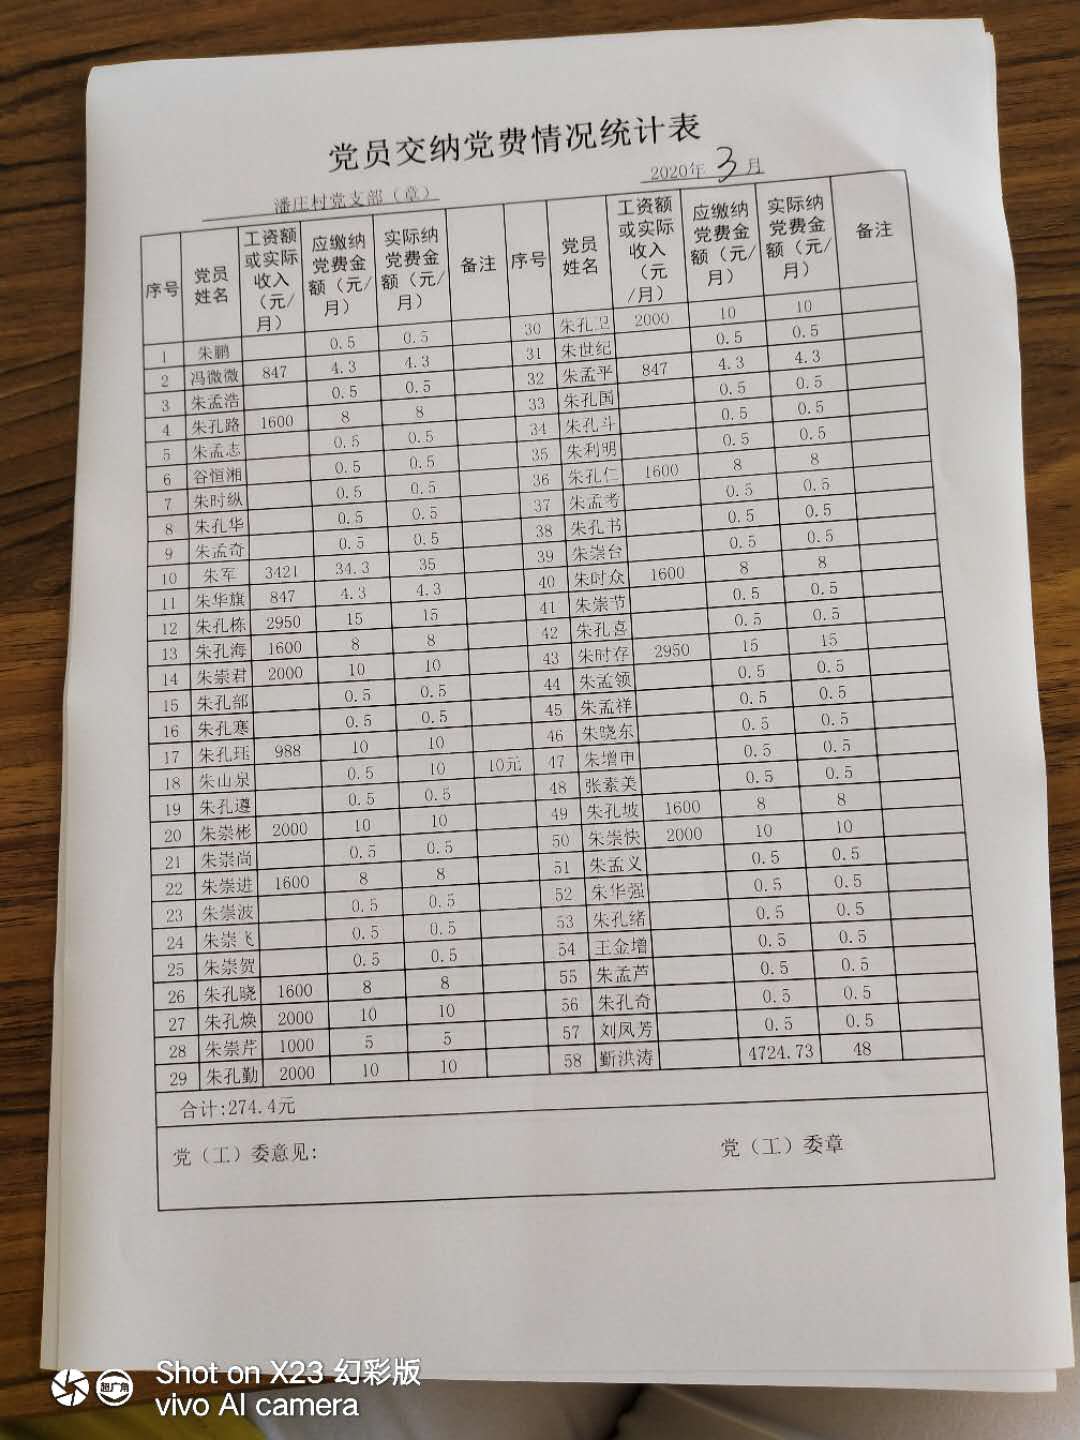 党员交纳党费情况统计表
潘庄村党支部（章） 2020年 3 月
序号 党员姓名 工资额或实际收入（元/月） 应缴纳党费金额（元/月） 实际纳党费金额（元/月） 备注 序号 党员姓名 工资额或实际收入（元/月） 应缴纳党费金额（元/月） 实际纳党费金额（元/月） 备注
1 朱鹏 0.5 0.5 30 朱孔卫 2000 10 10
2 冯微微 847 4.3 4.3 31 朱世纪 0.5 0.5
3 朱孟浩 0.5 0.5 32 朱孟平 847 4.3 4.3
4 朱孔路 1600 8 8 33 朱孔国 0.5 0.5
5 朱孟志 0.5 0.5 34 朱孔斗 0.5 0.5
6 谷恒湘 0.5 0.5 35 朱利明 0.5 0.5
7 朱时纵 0.5 0.5 36 朱孔仁 1600 8 8
8 朱孔华 0.5 0.5 37 朱孟考 0.5 0.5
9 朱孟奇 0.5 0.5 38 朱孔书 0.5 0.5
10 朱军 3421 34.3 35 39 朱崇台 0.5 0.5
11 朱华旗 847 4.3 4.3 40 朱时众 1600 8 8
12 朱孔栋 2950 15 15 41 朱崇节 0.5 0.5
13 朱孔海 1600 8 8 42 朱孔喜 0.5 0.5
14 朱崇君 2000 10 10 43 朱时存 2950 15 15
15 朱孔部 0.5 0.5 44 朱孟领 0.5 0.5
16 朱孔寒 0.5 0.5 45 朱孟祥 0.5 0.5
17 朱孔珏 988 10 10 46 朱晓东 0.5 0.5
18 朱山泉 0.5 10 10元 47 朱增申 0.5 0.5
19 朱孔遵 0.5 0.5 48 张素美 0.5 0.5
20 朱崇彬 2000 10 10 49 朱孔坡 1600 8 8
21 朱崇尚 0.5 0.5 50 朱崇快 2000 10 10
22 朱崇进 1600 8 8 51 朱孟义 0.5 0.5
23 朱崇波 0.5 0.5 52 朱华强 0.5 0.5
24 朱崇飞 0.5 0.5 53 朱孔绪 0.5 0.5
25 朱崇贺 0.5 0.5 54 王金增 0.5 0.5
26 朱孔晓 1600 8 8 55 朱孟芦 0.5 0.5
27 朱孔焕 2000 10 10 56 朱孔奇 0.5 0.5
28 朱崇芹 1000 5 5 57 刘凤芳 0.5 0.5
29 朱孔勤 2000 10 10 58 靳洪涛 4724.73 48
合计:274.4元
党（工）委意见: 党（工）委章
超广角
Shot on X23 幻彩版
vivo AI camera